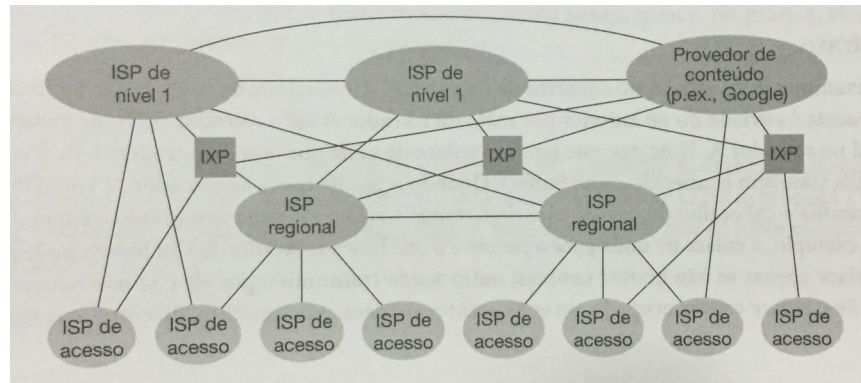 ISP de
nível 1
ISP de
nível 1
Provedor de
conteúdo
(p.ex., Google)
IXP
IXP
IXP
ISP
regional
ISP
regional
ISP de
acesso
ISP de
acesso
ISP de
acesso
ISP de
acesso
ISP de
acesso
ISP de
acesso
ISP de
acesso
ISP de
acesso